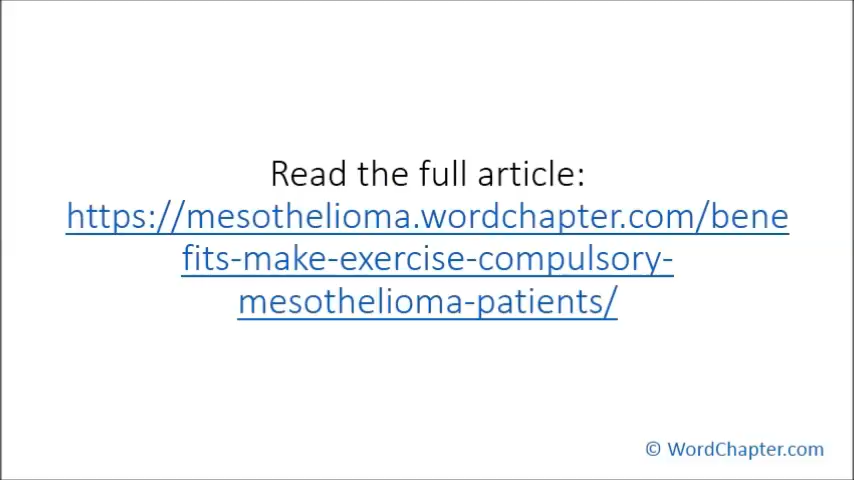 Read the full article:
https://mesothelioma.wordchapter.com/bene
fits-make-exercise-compulsory-
mesothelioma-patients/
© WordChapter.com